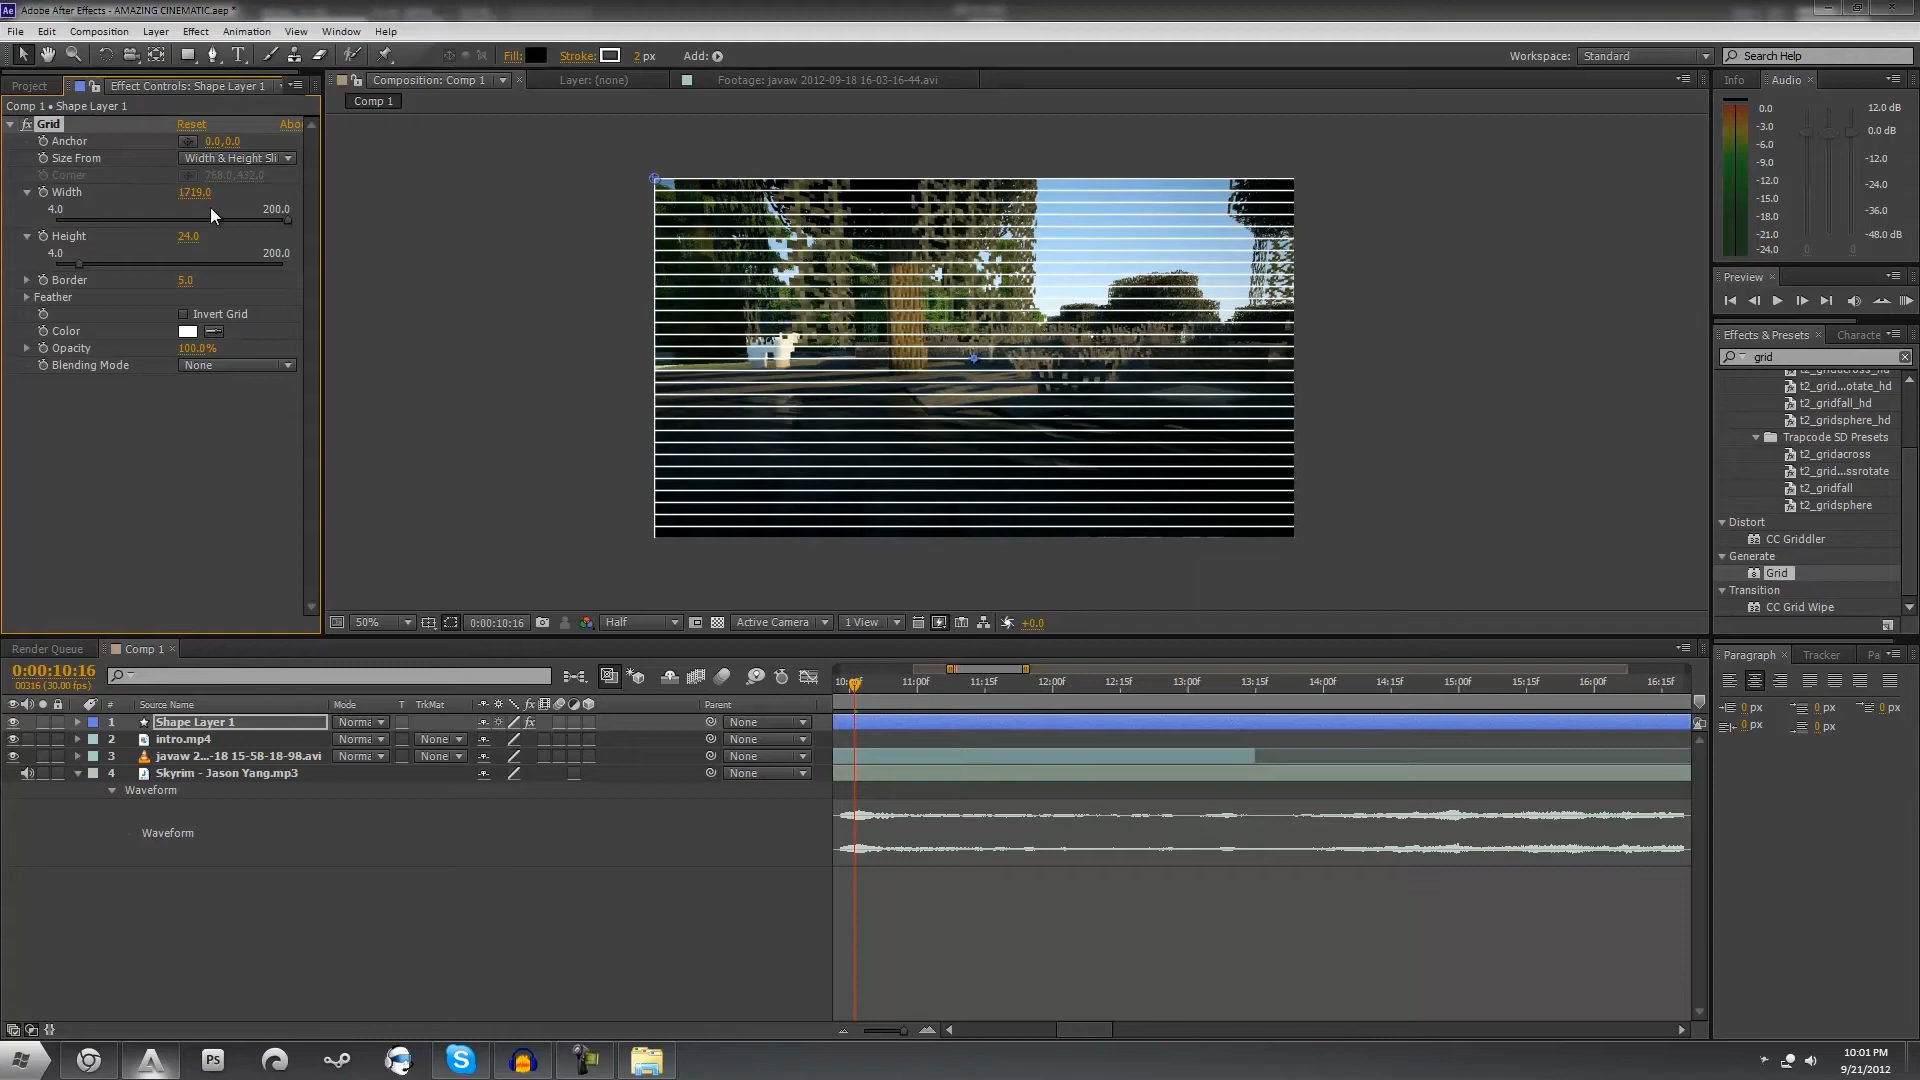 Ae Adobe After Effects - AMAZING CINEMATIC.aep *
File Edit Composition Layer Effect Animation View Window Help
T Fill: Stroke: 2 px Add: Workspace: Standard Search Help
Project Effect Controls: Shape Layer 1 Composition: Comp 1 Layer: (none) Footage: javaw 2012-09-18 16-03-16-44.avi Info Audio
Comp 1 • Shape Layer 1 Comp 1
fx Grid Reset Abo
Anchor 0.0,0.0
Size From Width & Height Sli
Corner 768.0,432.0
Width 1719.0
4.0 200.0
Height 24.0
4.0 200.0
Border 5.0
Feather
Invert Grid
Color
Opacity 100.0%
Blending Mode None
0.0 12.0 dB
-3.0 0.0 dB
-6.0
-9.0 -12.0
-12.0 -24.0
-15.0
-18.0 -36.0
-21.0 -48.0 dB
-24.0 0 0
Preview
Effects & Presets Characte
grid
t2_gridacross_hd
t2_grid...otate_hd
t2_gridfall_hd
t2_gridsphere_hd
Trapcode SD Presets
t2_gridacross
t2_grid...ssrotate
t2_gridfall
t2_gridsphere
Distort
CC Griddler
Generate
Grid
Transition
CC Grid Wipe
50% 0:00:10:16 Half Active Camera 1 View +0.0
Render Queue Comp 1
0:00:10:16
00316 (30.00 fps)
10:00f 11:00f 11:15f 12:00f 12:15f 13:00f 13:15f 14:00f 14:15f 15:00f 15:15f 16:00f 16:15f
# Source Name Mode T TrkMat fx Parent
1 Shape Layer 1 Norma fx None
2 intro.mp4 Norma None None
3 javaw 2...-18 15-58-18-98.avi Norma None None
4 Skyrim - Jason Yang.mp3 None
Waveform
Waveform
Paragraph Tracker Pa
0 px 0 px 0 px
0 px 0 px
PS
10:01 PM
9/21/2012